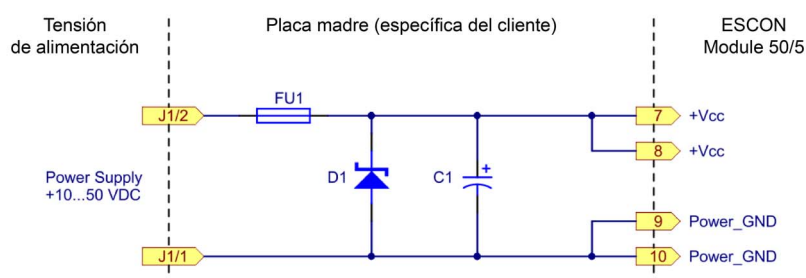 Tensión
de alimentación
Placa madre (específica del cliente)
ESCON
Module 50/5
FU1
J1/2
7
+Vcc
8
+Vcc
Power Supply
+10...50 VDC
D1
C1
+
9
Power_GND
J1/1
10
Power_GND